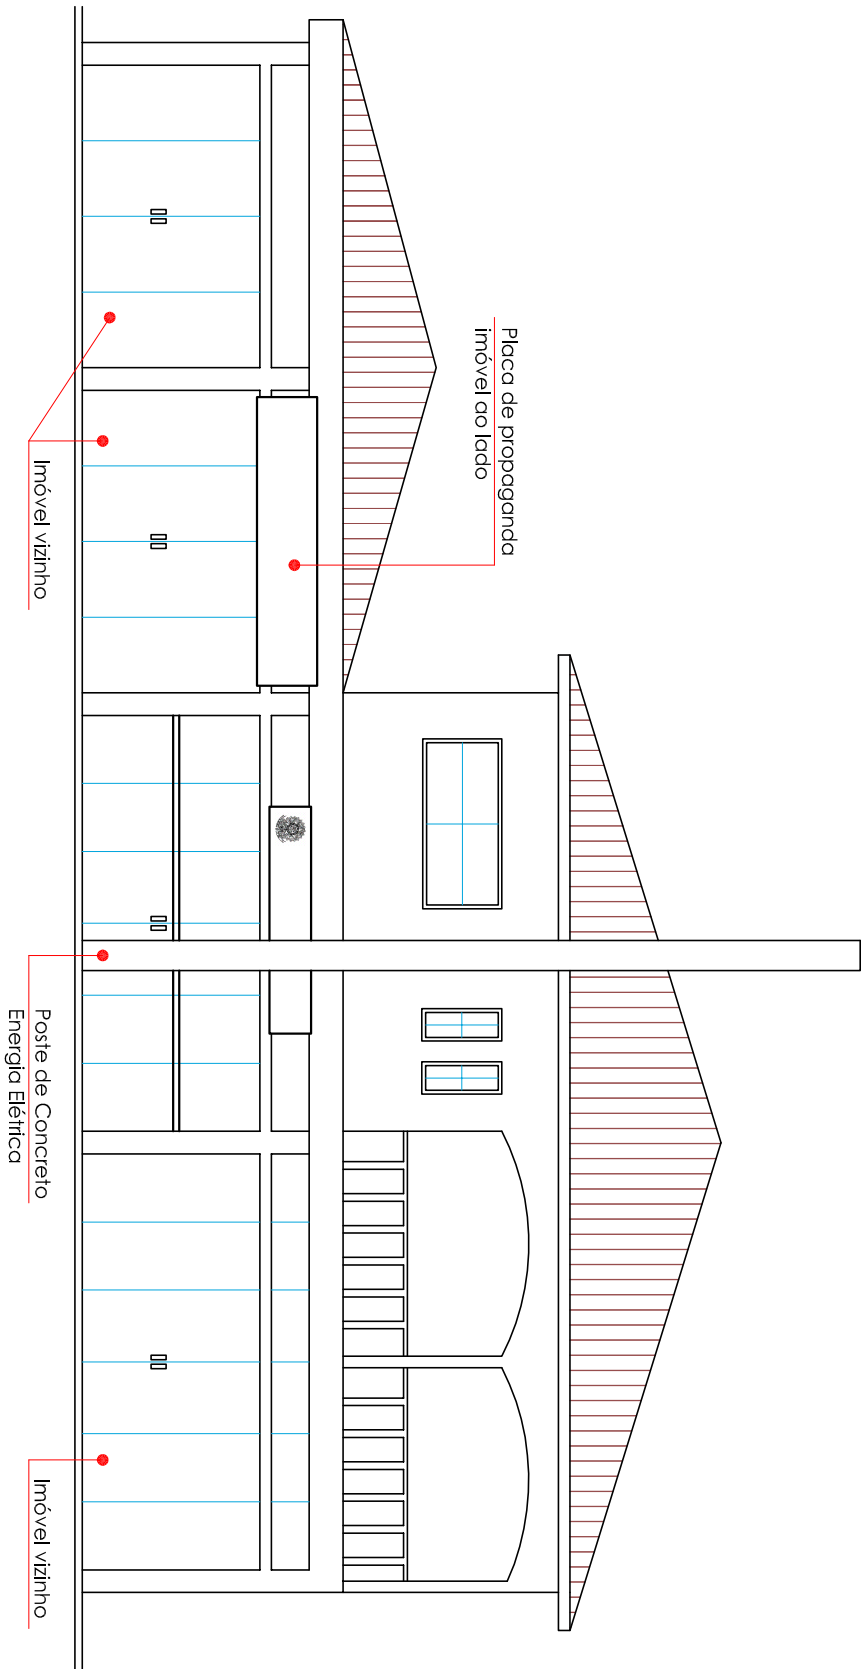 Placa de propaganda
imóvel ao lado
Imóvel vizinho
Poste de Concreto
Energia Elétrica
Imóvel vizinho